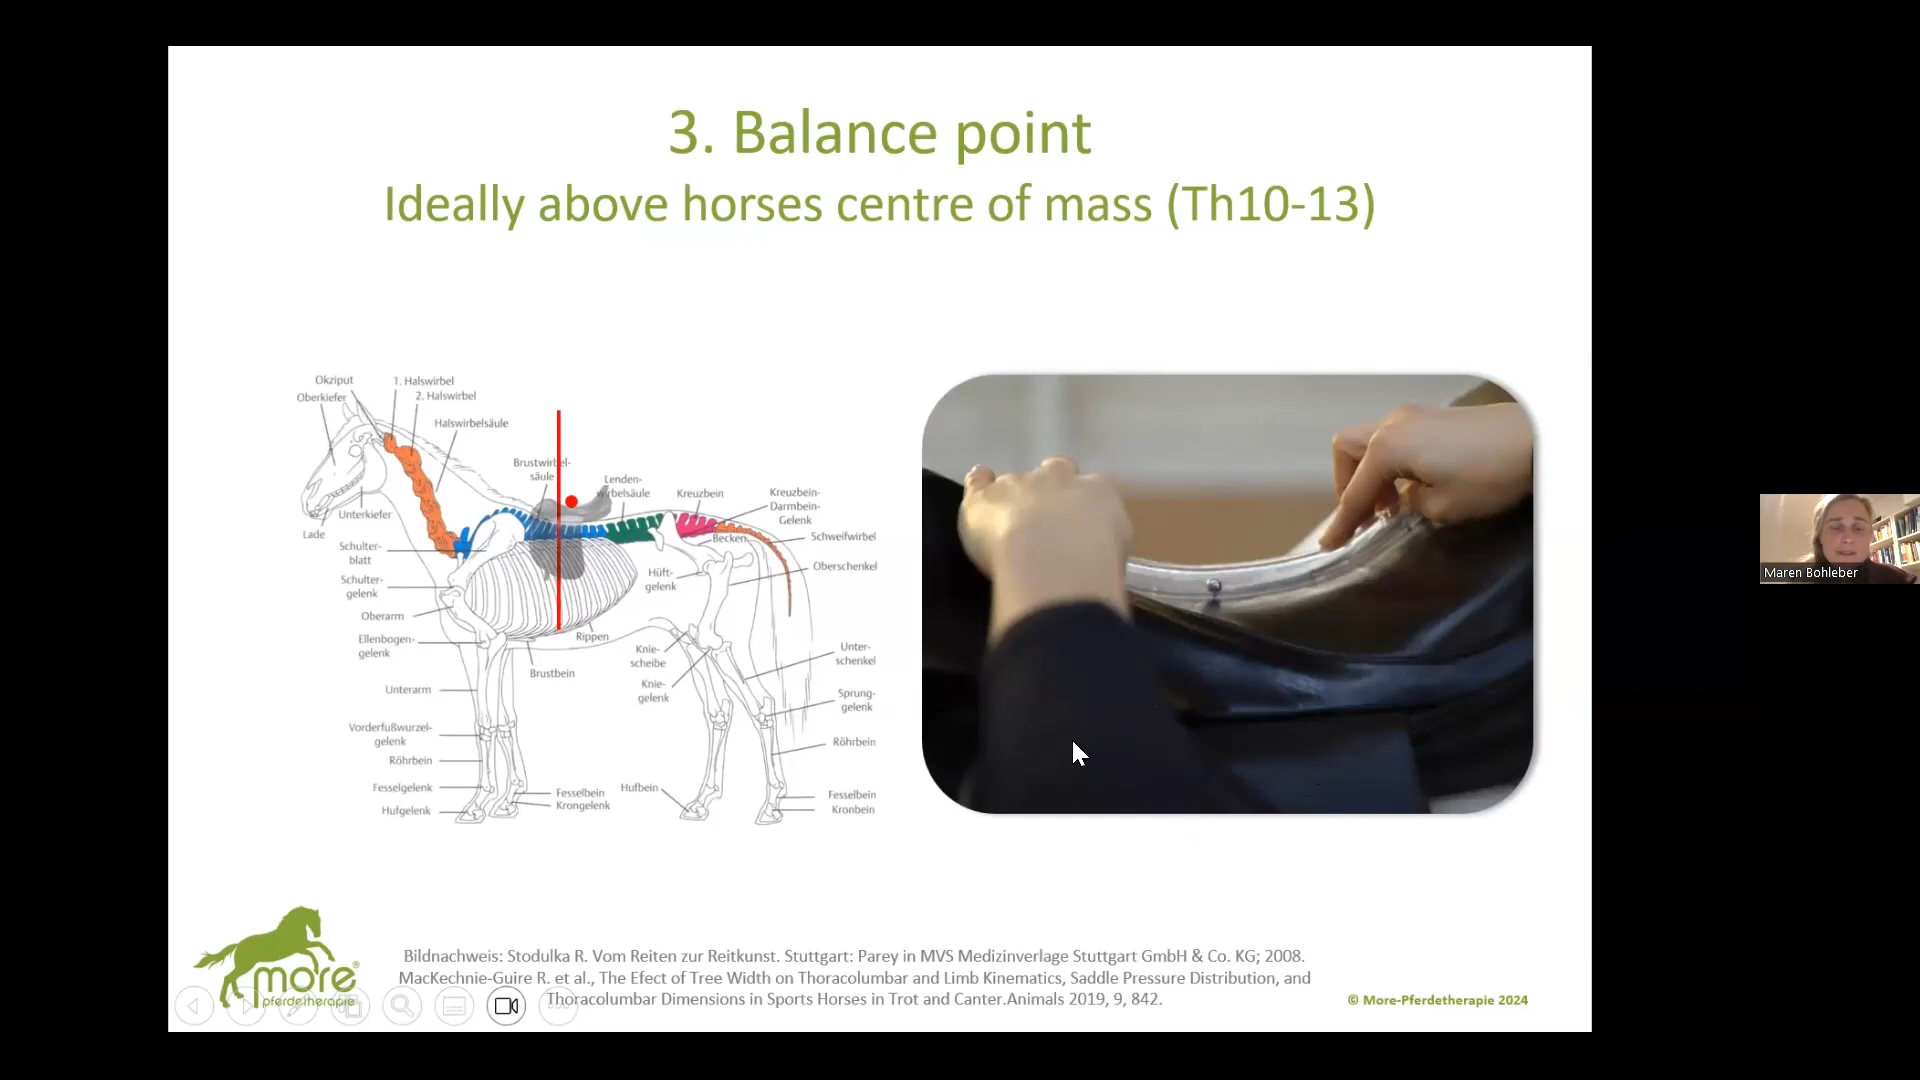 3. Balance point
Ideally above horses centre of mass (Th10-13)
Okziput
1. Halswirbel
Oberkiefer
2. Halswirbel
Halswirbelsäule
Brustwirbel-
säule
Lenden-
wirbelsäule
Kreuzbein
Kreuzbein-
Darmbein-
Gelenk
Unterkiefer
Lade
Becken
Schweifwirbel
Schulter-
blatt
Oberschenkel
Schulter-
gelenk
Hüft-
gelenk
Oberarm
Ellenbogen-
gelenk
Rippen
Knie-
scheibe
Unter-
schenkel
Brustbein
Knie-
gelenk
Unterarm
Sprung-
gelenk
Vorderfußwurzel-
gelenk
Röhrbein
Röhrbein
Fesselgelenk
Fesselbein
Krongelenk
Hufbein
Fesselbein
Kronbein
Hufgelenk
Maren Bohleber
more®
pferdetherapie
Bildnachweis: Stodulka R. Vom Reiten zur Reitkunst. Stuttgart: Parey in MVS Medizinverlage Stuttgart GmbH & Co. KG; 2008.
MacKechnie-Guire R. et al., The Efect of Tree Width on Thoracolumbar and Limb Kinematics, Saddle Pressure Distribution, and
Thoracolumbar Dimensions in Sports Horses in Trot and Canter.Animals 2019, 9, 842.
© More-Pferdetherapie 2024